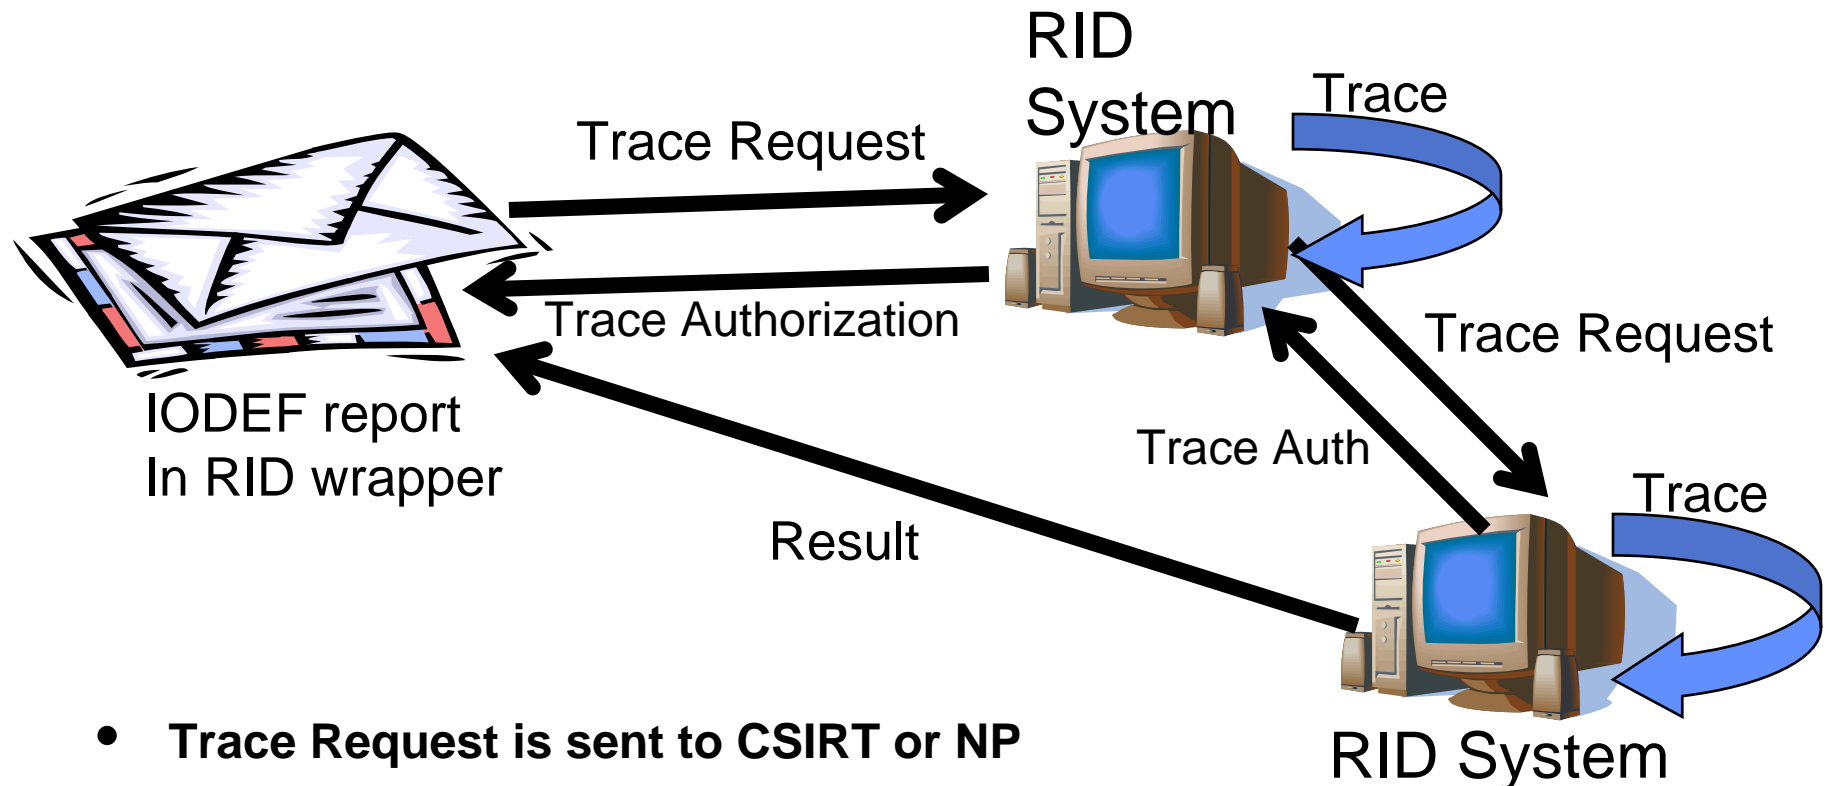 RID
System
Trace
Trace Request
Trace Authorization
Trace Request
IODEF report
In RID wrapper
Trace Auth
Trace
Result
• Trace Request is sent to CSIRT or NP
RID System